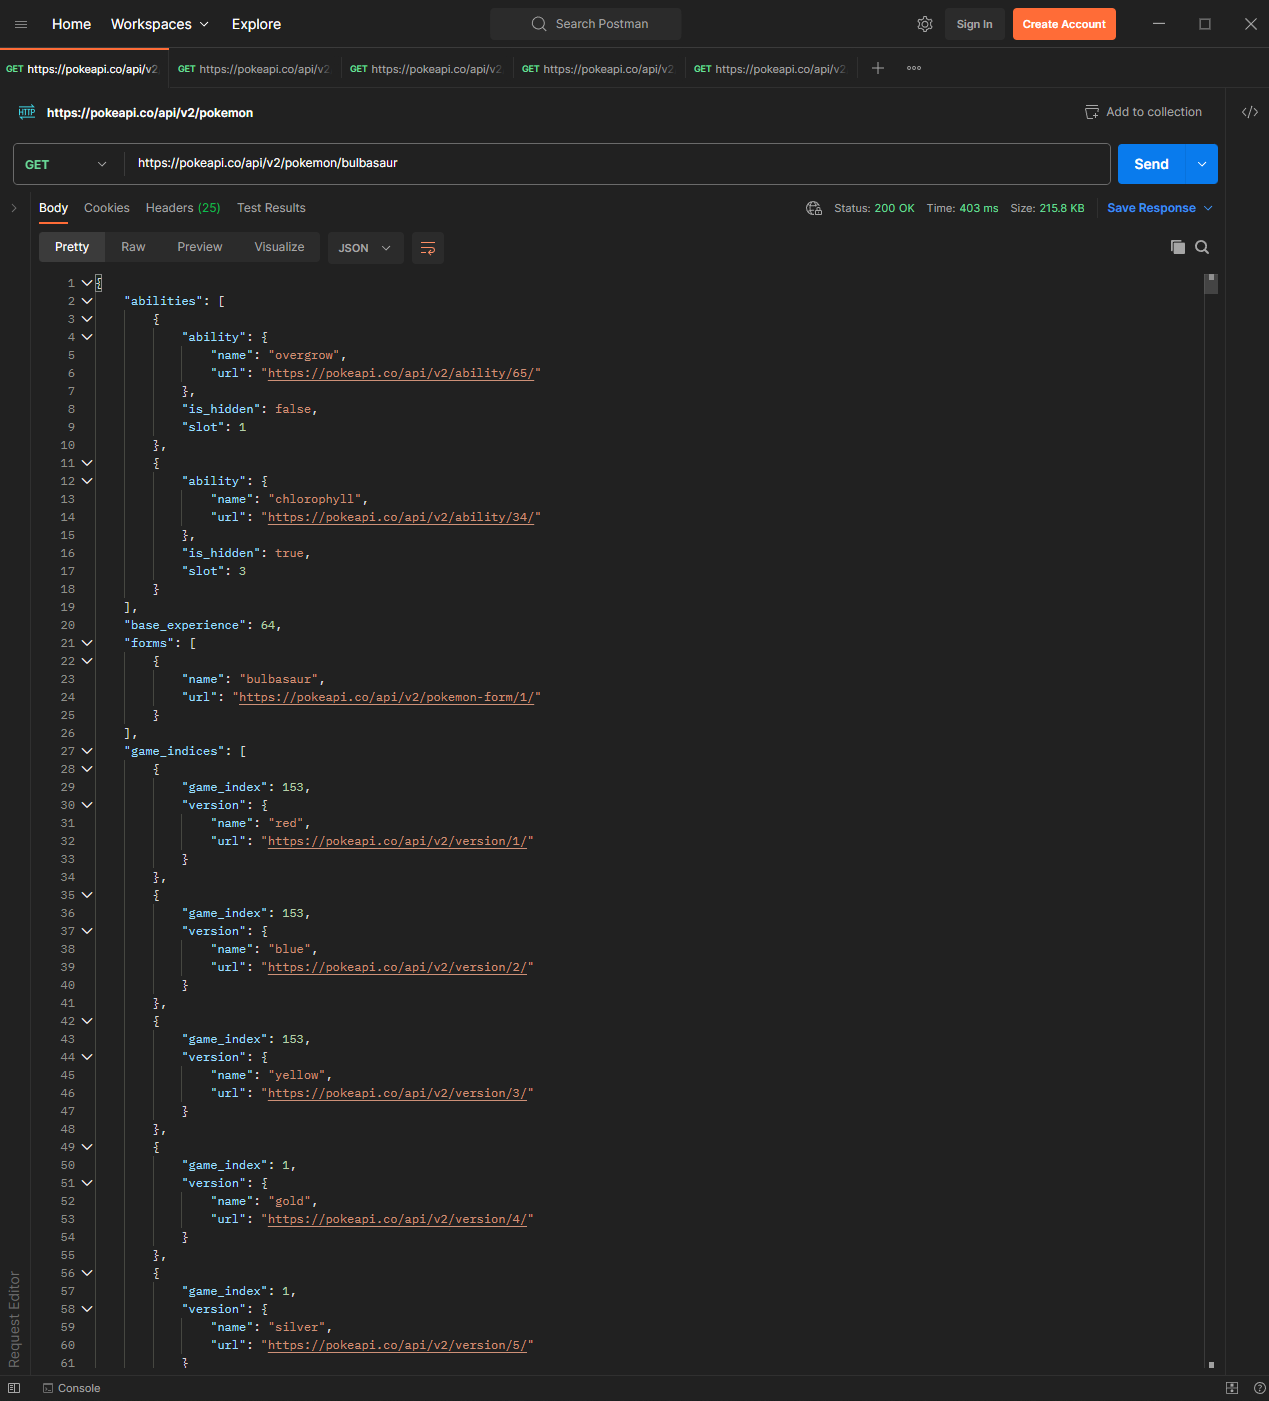 Home Workspaces Explore Search Postman Sign In Create Account
GET https://pokeapi.co/api/v2 GET https://pokeapi.co/api/v2 GET https://pokeapi.co/api/v2 GET https://pokeapi.co/api/v2 GET https://pokeapi.co/api/v2
HTTP https://pokeapi.co/api/v2/pokemon Add to collection </>
GET https://pokeapi.co/api/v2/pokemon/bulbasaur Send
Body Cookies Headers (25) Test Results Status: 200 OK Time: 403 ms Size: 215.8 KB Save Response
Pretty Raw Preview Visualize JSON
1 {
2 "abilities": [
3 {
4 "ability": {
5 "name": "overgrow",
6 "url": "https://pokeapi.co/api/v2/ability/65/"
7 },
8 "is_hidden": false,
9 "slot": 1
10 },
11 {
12 "ability": {
13 "name": "chlorophyll",
14 "url": "https://pokeapi.co/api/v2/ability/34/"
15 },
16 "is_hidden": true,
17 "slot": 3
18 }
19 ],
20 "base_experience": 64,
21 "forms": [
22 {
23 "name": "bulbasaur",
24 "url": "https://pokeapi.co/api/v2/pokemon-form/1/"
25 }
26 ],
27 "game_indices": [
28 {
29 "game_index": 153,
30 "version": {
31 "name": "red",
32 "url": "https://pokeapi.co/api/v2/version/1/"
33 }
34 },
35 {
36 "game_index": 153,
37 "version": {
38 "name": "blue",
39 "url": "https://pokeapi.co/api/v2/version/2/"
40 }
41 },
42 {
43 "game_index": 153,
44 "version": {
45 "name": "yellow",
46 "url": "https://pokeapi.co/api/v2/version/3/"
47 }
48 },
49 {
50 "game_index": 1,
51 "version": {
52 "name": "gold",
53 "url": "https://pokeapi.co/api/v2/version/4/"
54 }
55 },
56 {
57 "game_index": 1,
58 "version": {
59 "name": "silver",
60 "url": "https://pokeapi.co/api/v2/version/5/"
61 }
Request Editor
Console